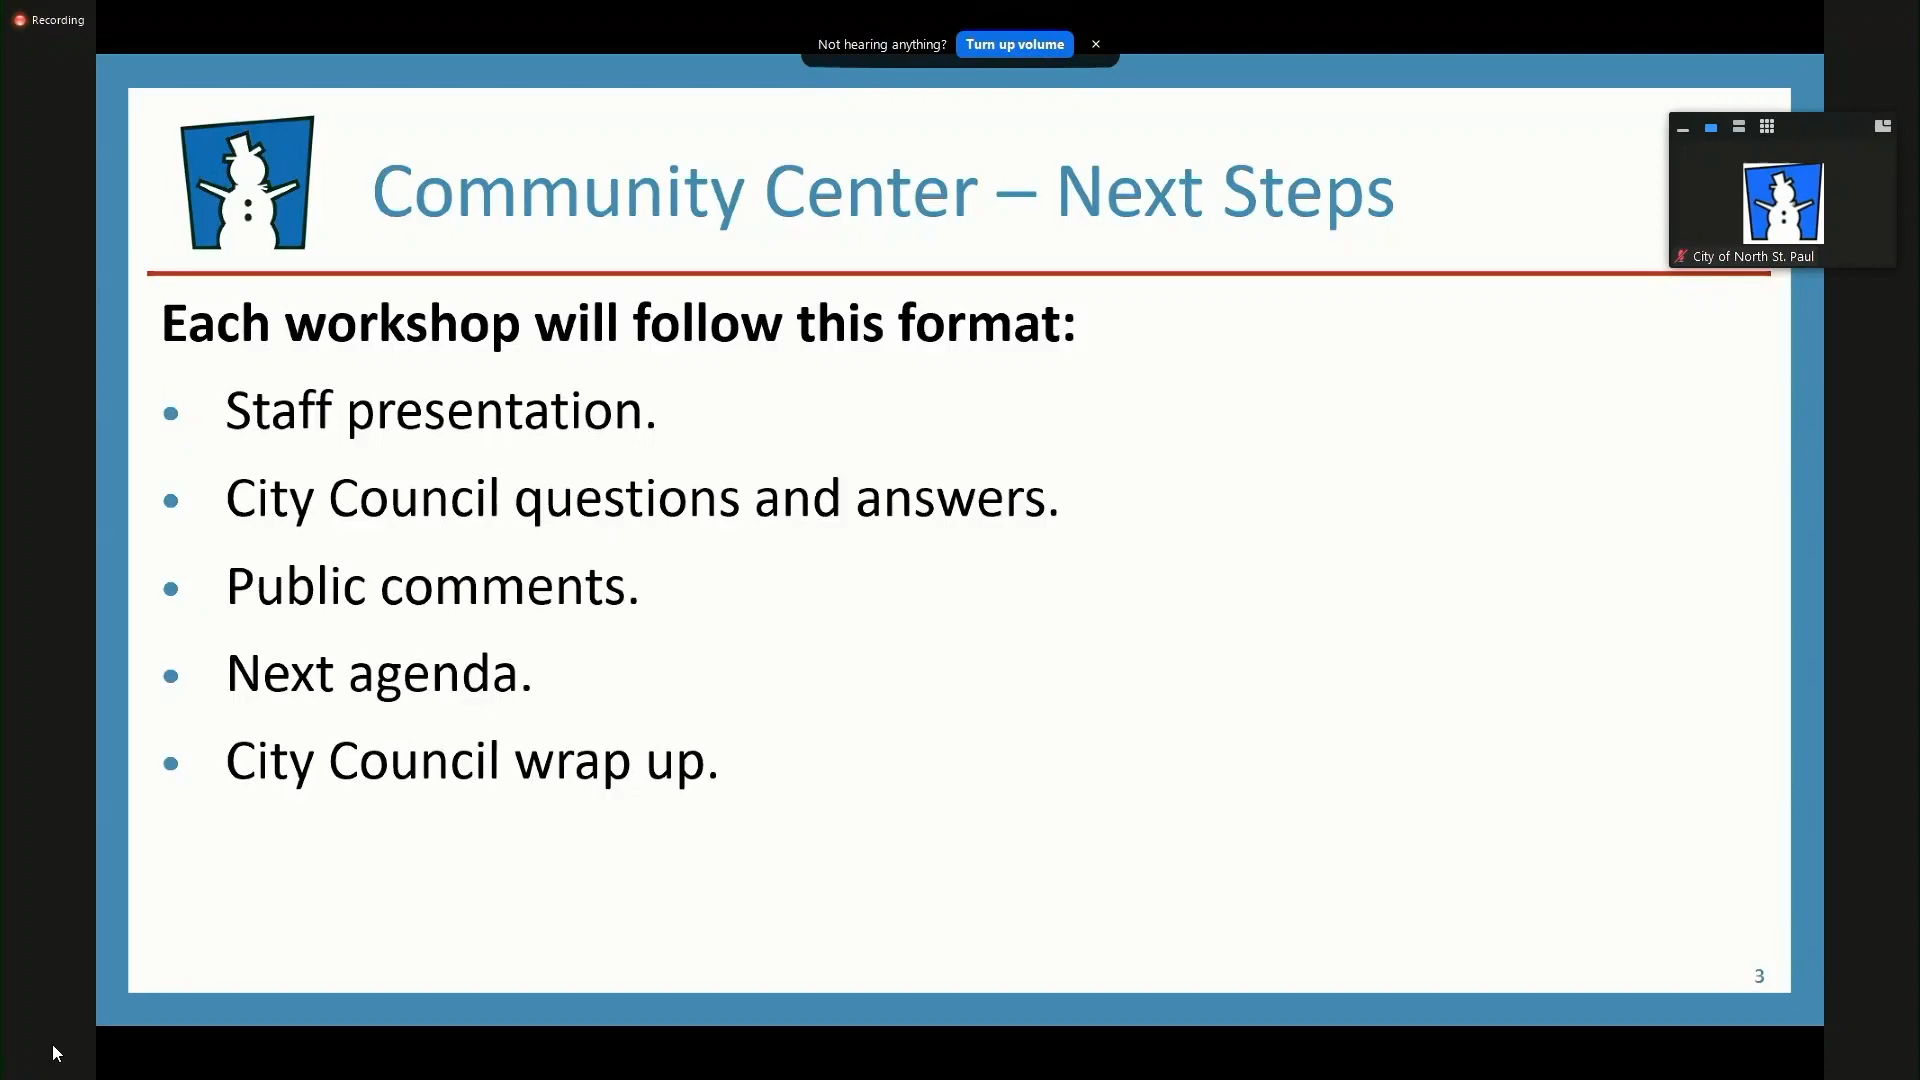 Recording
Not hearing anything? Turn up volume
Community Center – Next Steps
City of North St. Paul
Each workshop will follow this format:
• Staff presentation.
• City Council questions and answers.
• Public comments.
• Next agenda.
• City Council wrap up.
3